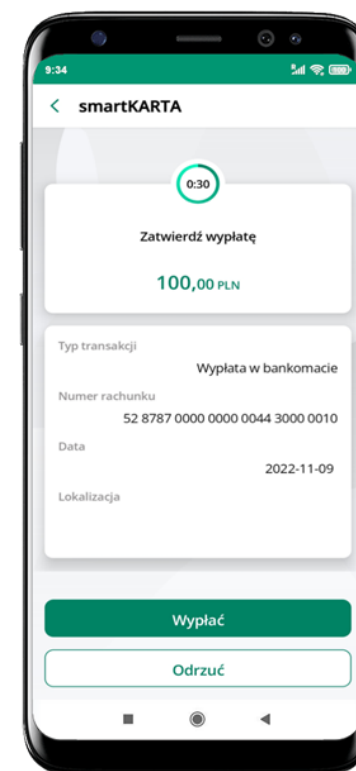 9:34
smartKARTA
0:30
Zatwierdź wypłatę
100,00 PLN
Typ transakcji
Wypłata w bankomacie
Numer rachunku
52 8787 0000 0000 0044 3000 0010
Data
2022-11-09
Lokalizacja
Wypłać
Odrzuć